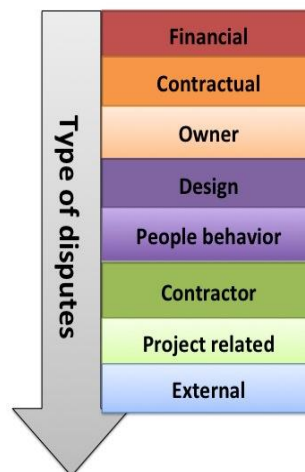 Type of disputes
Financial
Contractual
Owner
Design
People behavior
Contractor
Project related
External